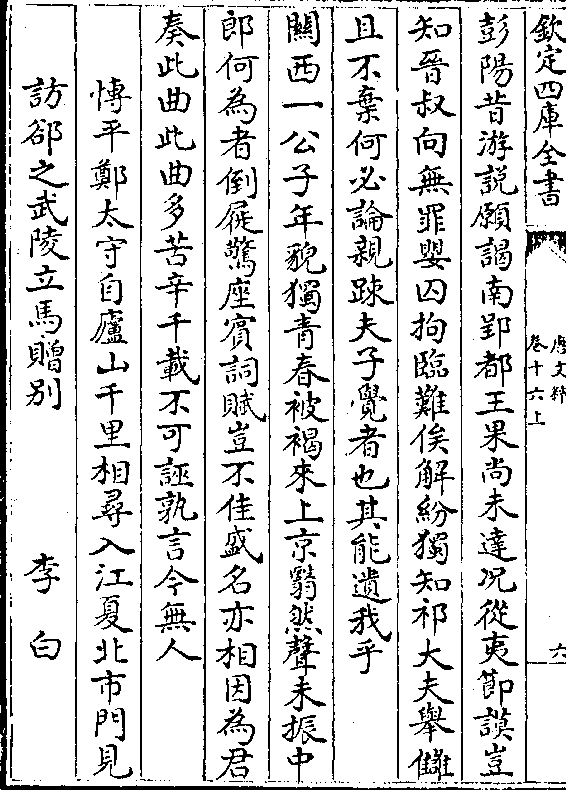 欽定四庫全書
唐文粹
卷十六上
六
彭陽昔游説願謁南郢都王果尚未達况從夷節謨豈
知晉叔向無罪嬰囚拘臨難俟解紛獨知祁大夫舉讎
且不棄何必論親踈夫子覺者也其能遺我乎
關西一公子年貌獨青春被褐來上京翳然聲未振中
郎何為者倒屣驚座賓詞賦豈不佳盛名亦相因為君
奏此曲此曲多苦辛千載不可誣孰言今無人
慱平鄭太守自廬山千里相尋入江夏北市門見
訪郤之武陵立馬贈别
李白